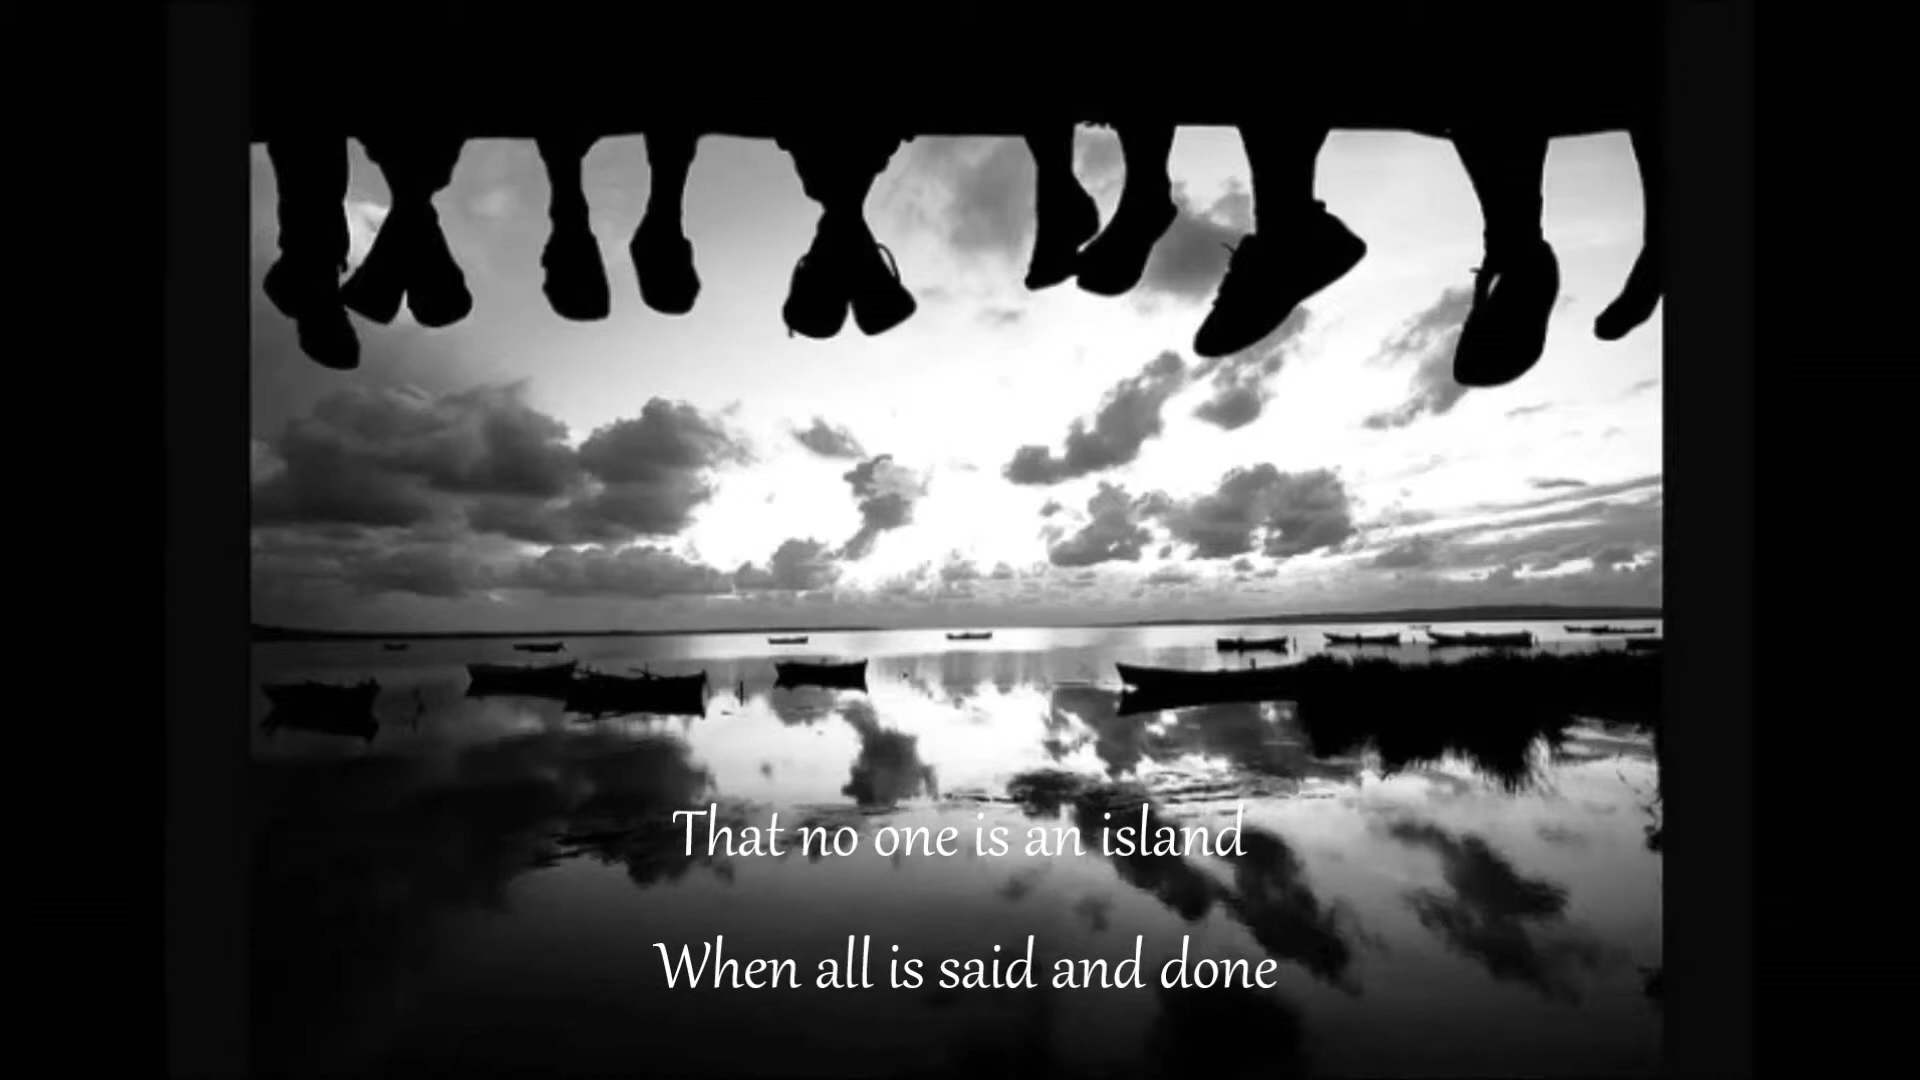 That no one is an island
When all is said and done